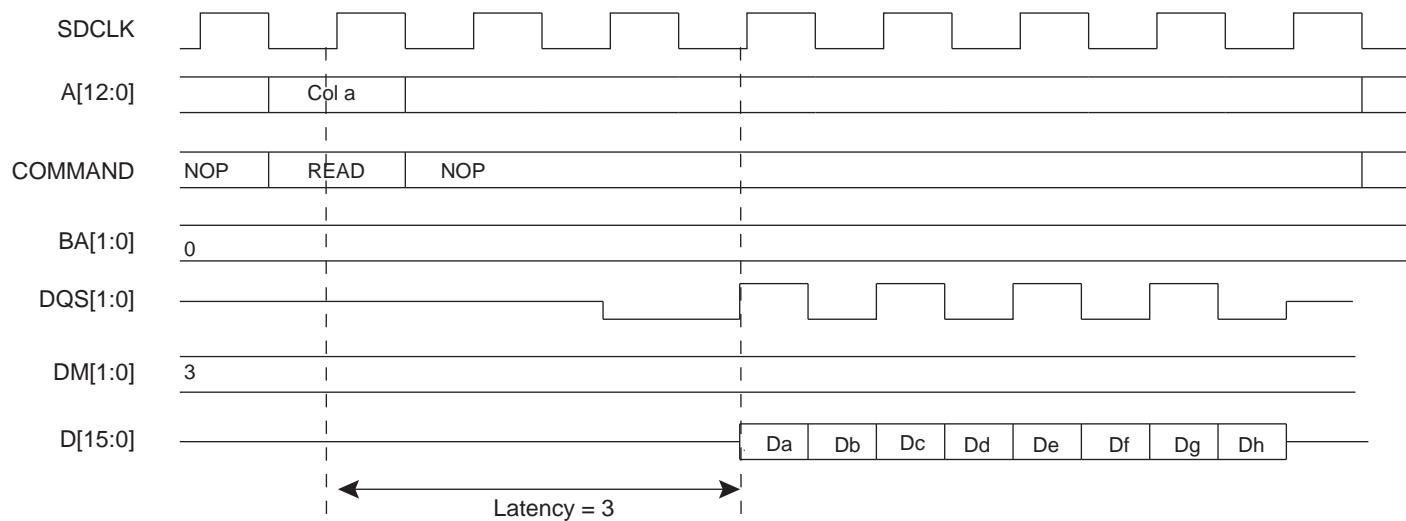 SDCLK
A[12:0] Col a
COMMAND NOP READ NOP
BA[1:0] 0
DQS[1:0]
DM[1:0] 3
D[15:0] Da Db Dc Dd De Df Dg Dh
Latency = 3